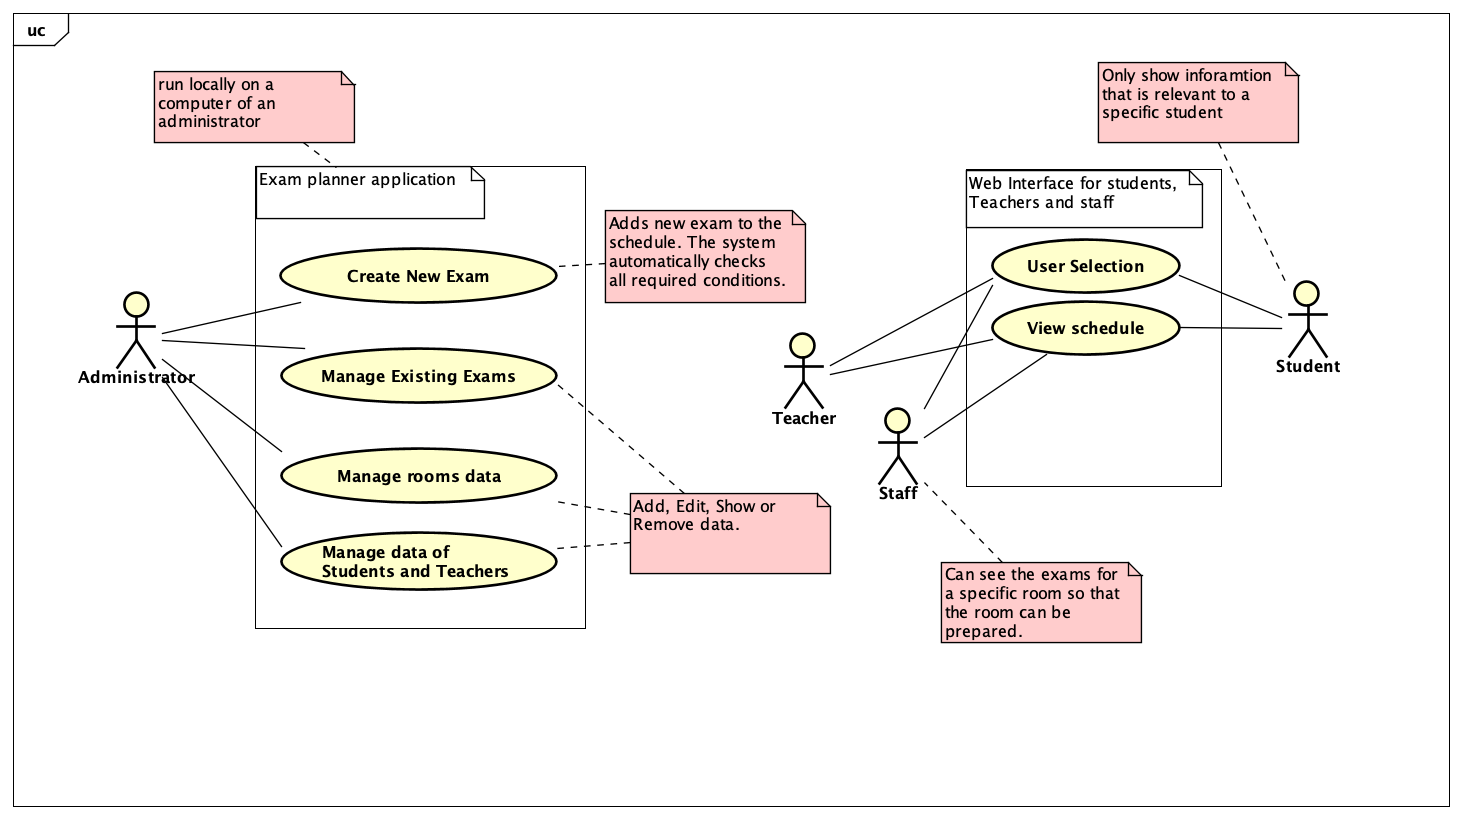 uc
run locally on a
computer of an
administrator
Only show inforamtion
that is relevant to a
specific student
Exam planner application
Web Interface for students,
Teachers and staff
Adds new exam to the
schedule. The system
automatically checks
all required conditions.
Create New Exam
User Selection
View schedule
Administrator
Manage Existing Exams
Student
Teacher
Manage rooms data
Staff
Add, Edit, Show or
Remove data.
Manage data of
Students and Teachers
Can see the exams for
a specific room so that
the room can be
prepared.